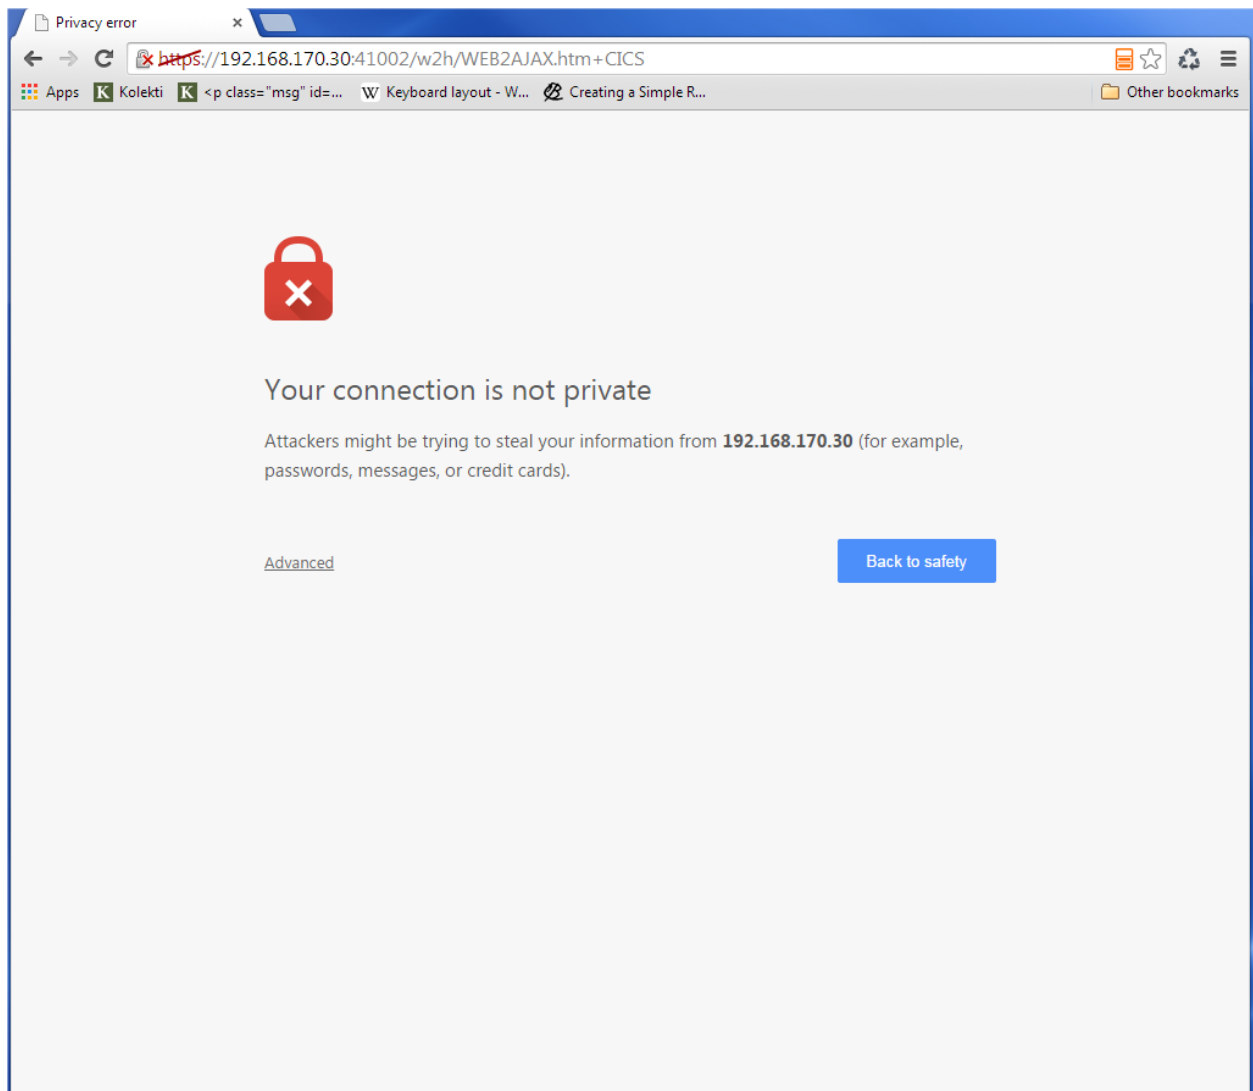 Privacy error
https://192.168.170.30:41002/w2h/WEB2AJAX.htm+CICS
Apps K Kolekti K <p class="msg" id=... W Keyboard layout - W... Creating a Simple R... Other bookmarks
Your connection is not private
Attackers might be trying to steal your information from 192.168.170.30 (for example,
passwords, messages, or credit cards).
Advanced Back to safety